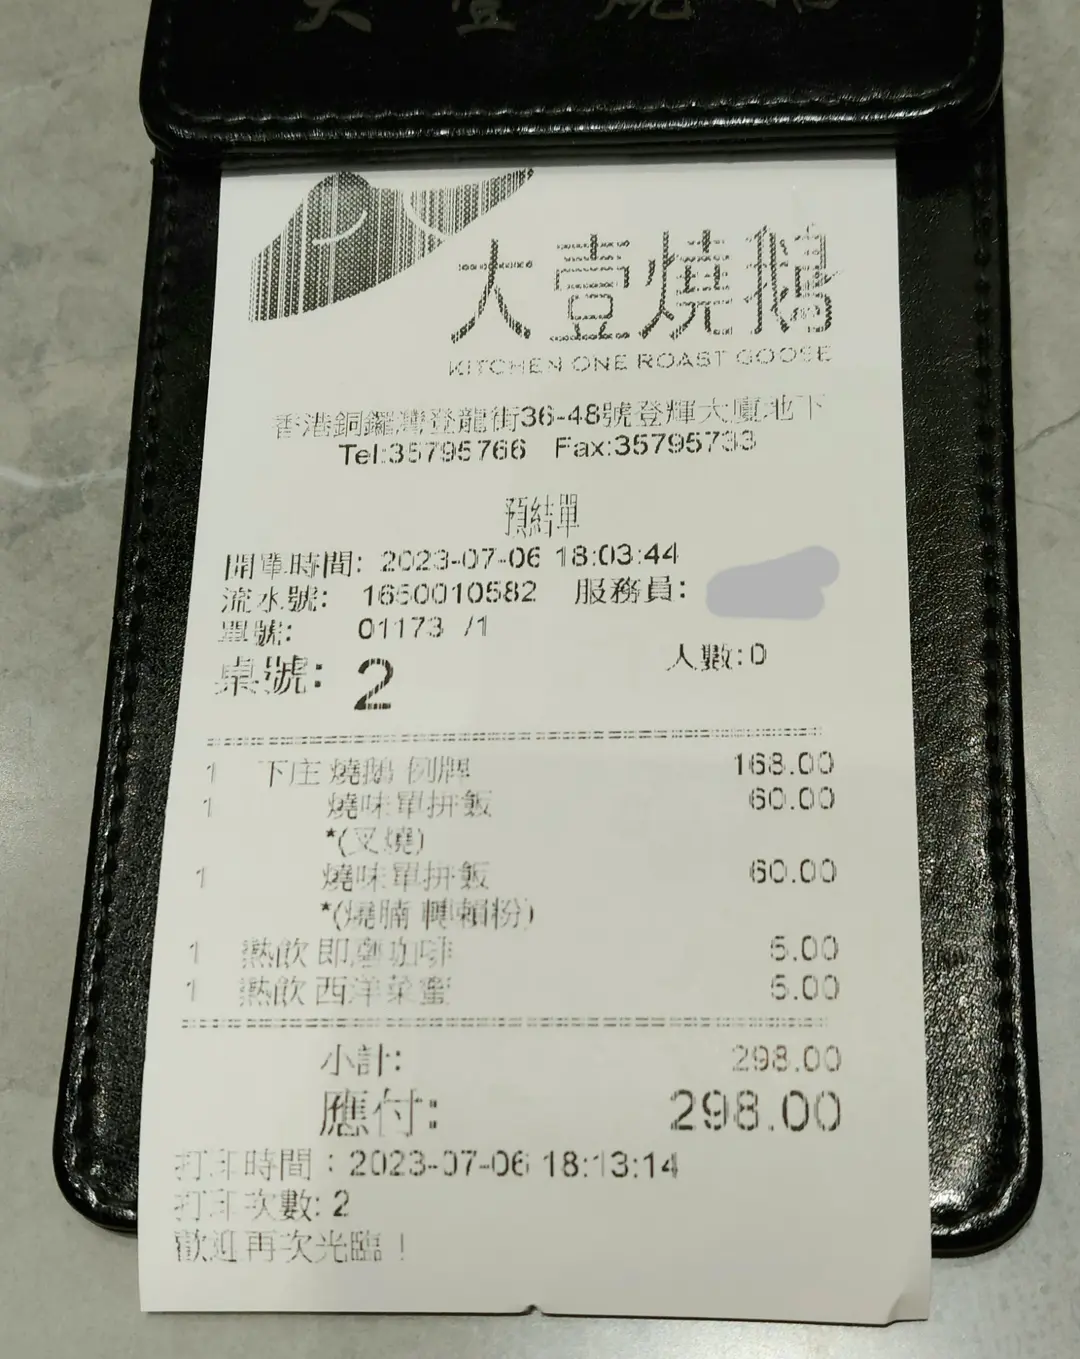 大壹燒鵝
KITCHEN ONE ROAST GOOSE
香港銅鑼灣登龍街36-48號登輝大廈地下
Tel:35795766 Fax:35795733
預結單
開單時間: 2023-07-06 18:03:44
流水號: 1650010582 服務員:
單號: 01173 /1
桌號: 2 人數:0
1 下庄 燒鵝 例牌 168.00
1 燒味單拼飯 60.00
*(叉燒)
1 燒味單拼飯 60.00
*(燒腩 轉賴粉)
1 熱飲 即磨咖啡 5.00
1 熱飲 西洋菜蜜 5.00
小計: 298.00
應付: 298.00
打印時間：2023-07-06 18:13:14
打印次數: 2
歡迎再次光臨！